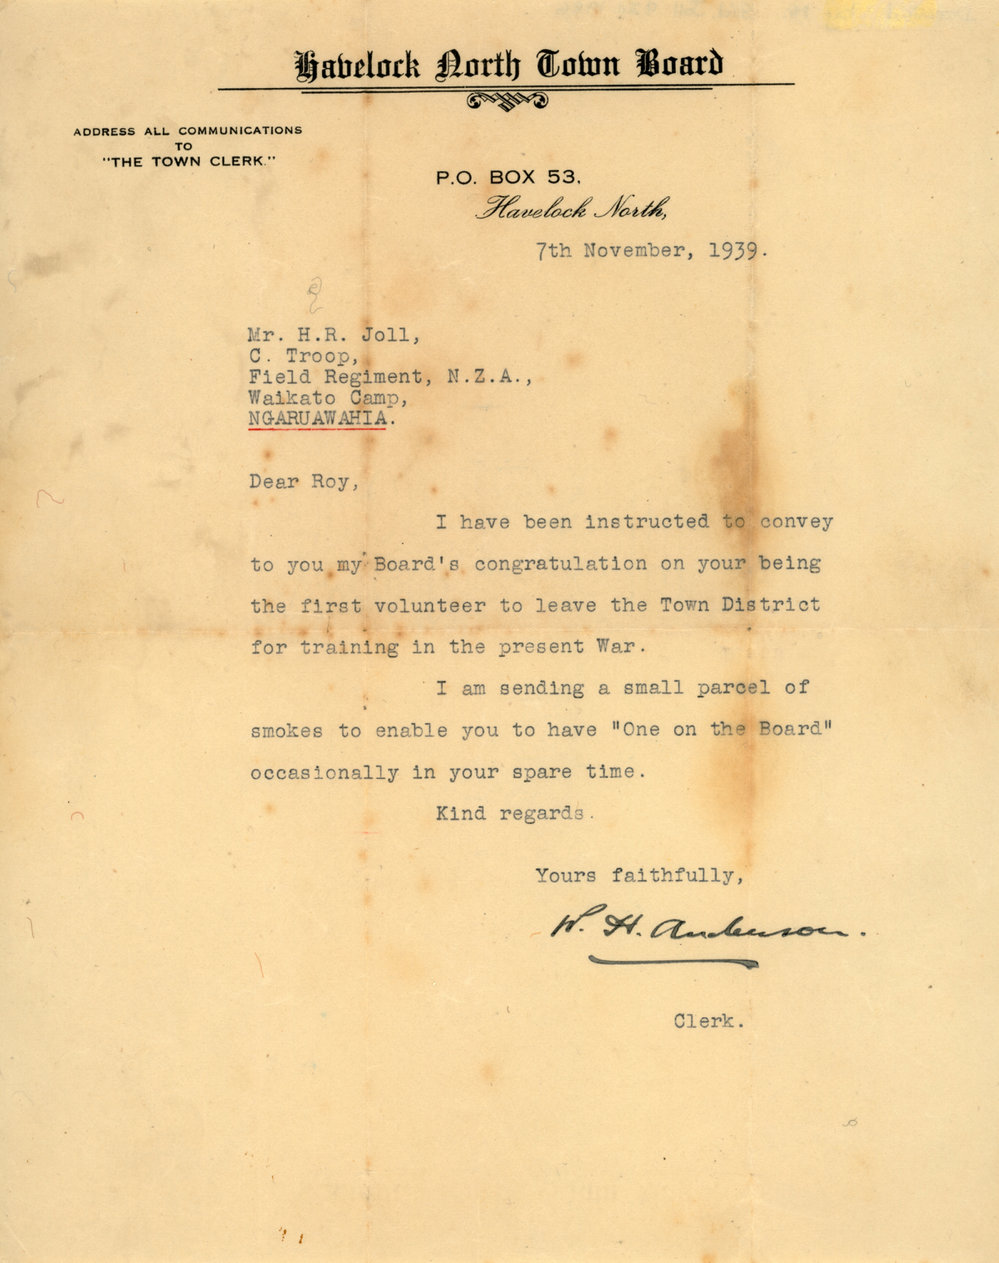 Havelock North Town Board
ADDRESS ALL COMMUNICATIONS
TO
"THE TOWN CLERK."
P.O. BOX 53,
Havelock North,
7th November, 1939.
Mr. H.R. Joll,
C. Troop,
Field Regiment, N.Z.A.,
Waikato Camp,
NGARUAWAHIA.
Dear Roy,
I have been instructed to convey
to you my Board's congratulation on your being
the first volunteer to leave the Town District
for training in the present War.
I am sending a small parcel of
smokes to enable you to have "One on the Board"
occasionally in your spare time.
Kind regards.
Yours faithfully,
W. H. Anderson.
Clerk.